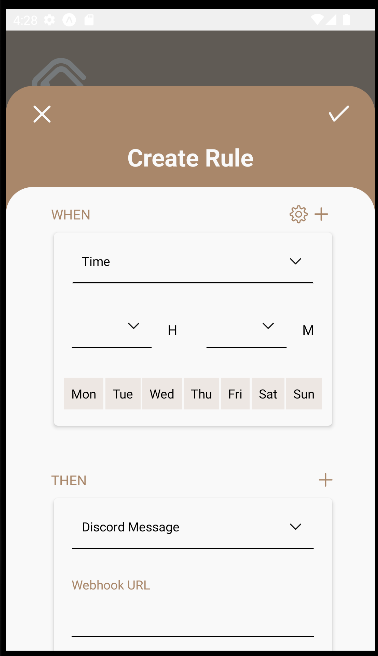 4:28
Create Rule
WHEN
Time
H M
Mon Tue Wed Thu Fri Sat Sun
THEN
Discord Message
Webhook URL